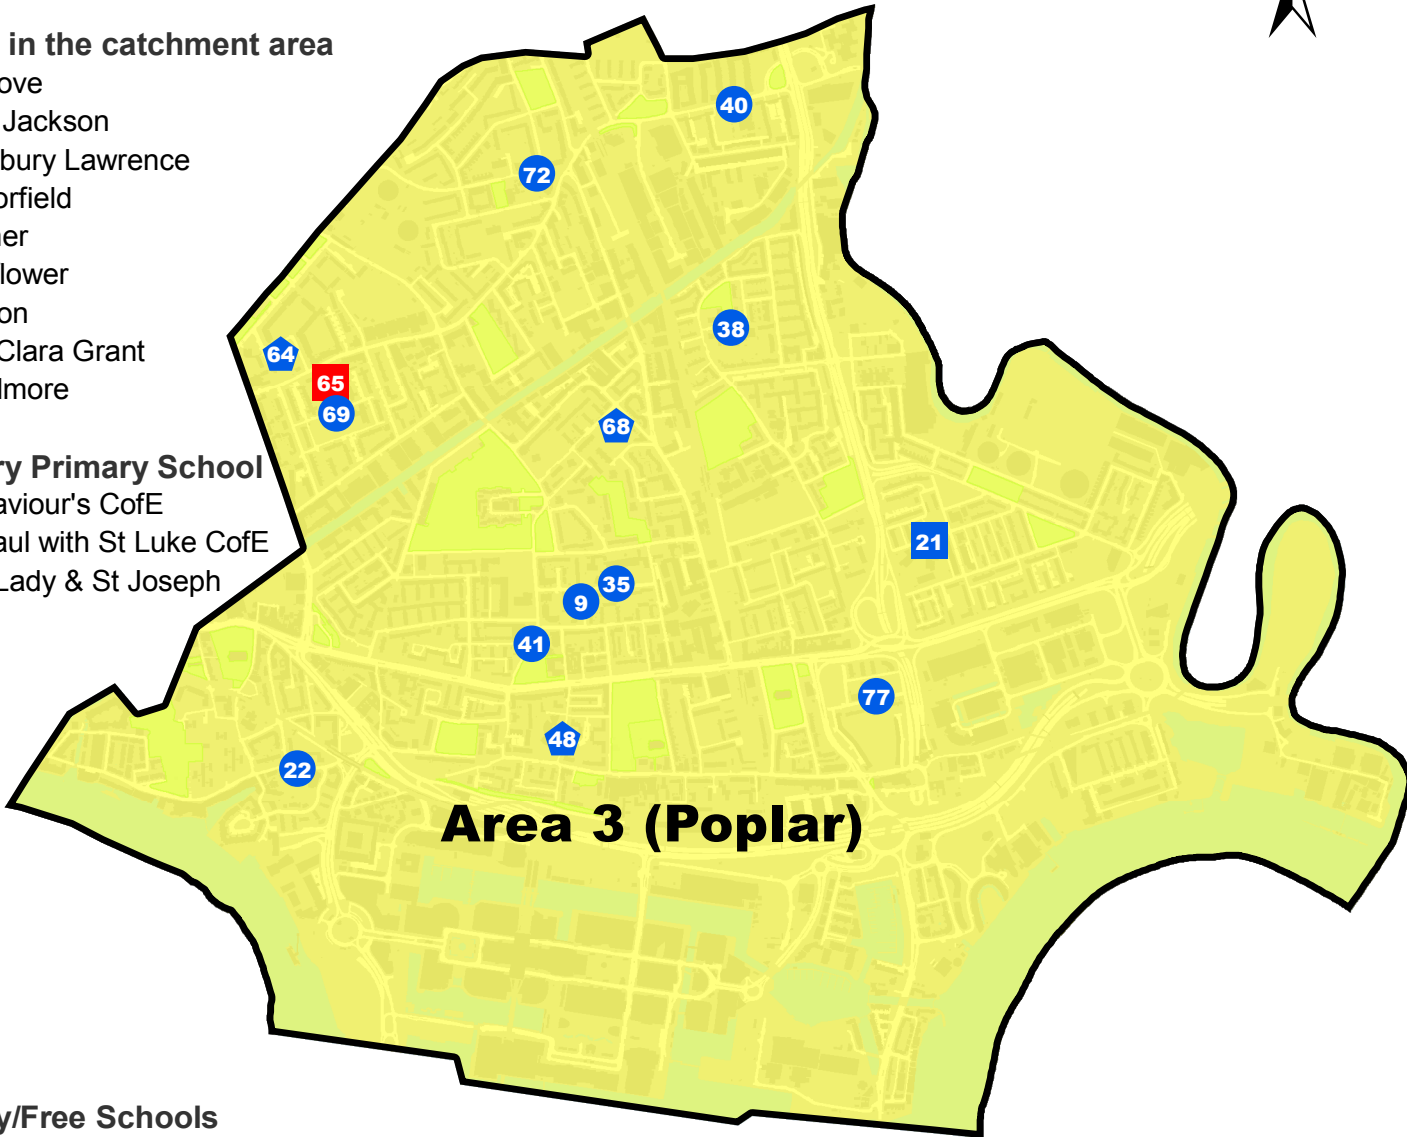 in the catchment area
ove
Jackson
bury Lawrence
orfield
ner
lower
on
Clara Grant
lmore
ry Primary School
aviour's CofE
aul with St Luke CofE
Lady & St Joseph
40
72
38
64
65
69
68
21
35
9
41
77
48
22
Area 3 (Poplar)
y/Free Schools